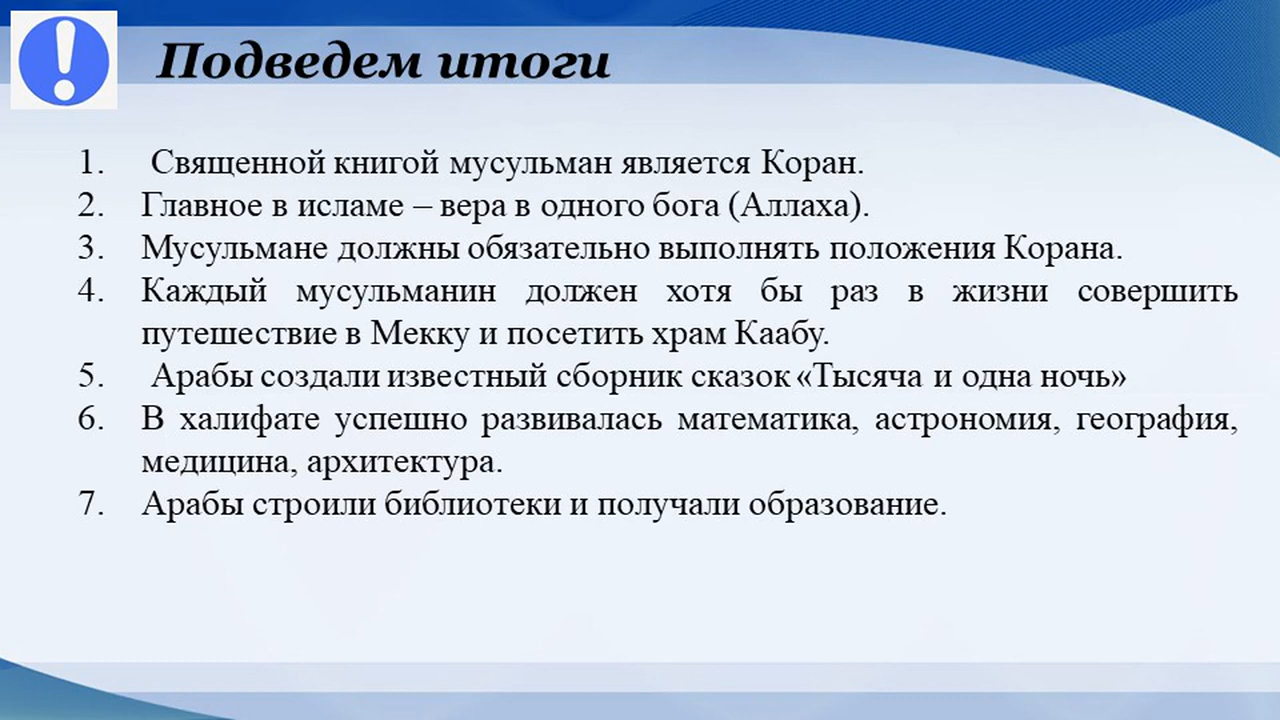 Подведем итоги
1. Священной книгой мусульман является Коран.
2. Главное в исламе – вера в одного бога (Аллаха).
3. Мусульмане должны обязательно выполнять положения Корана.
4. Каждый мусульманин должен хотя бы раз в жизни совершить
путешествие в Мекку и посетить храм Каабу.
5. Арабы создали известный сборник сказок «Тысяча и одна ночь»
6. В халифате успешно развивалась математика, астрономия, география,
медицина, архитектура.
7. Арабы строили библиотеки и получали образование.